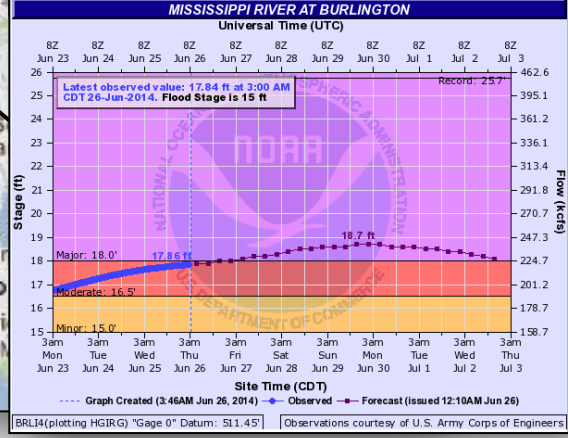 MISSISSIPPI RIVER AT BURLINGTON
Universal Time (UTC)
8Z 8Z 8Z 8Z 8Z 8Z 8Z 8Z 8Z 8Z 8Z
Jun 23 Jun 24 Jun 25 Jun 26 Jun 27 Jun 28 Jun 29 Jun 30 Jul 1 Jul 2 Jul 3
Latest observed value: 17.84 ft at 3:00 AM
CDT 26-Jun-2014. Flood Stage is 15 ft
Record: 25.7'
26 462.6
25 395.1
24 361.2
23 336.1
22 313.4
21 291.8
20 270.7
19 247.3
18 224.7
17 201.2
16 178.7
15 158.7
Stage (ft)
Flow (kcfs)
NATIONAL OCEANIC AND ATMOSPHERIC ADMINISTRATION
NOAA
U.S. DEPARTMENT OF COMMERCE
18.7 ft
17.86 ft
Major: 18.0'
Moderate: 16.5'
Minor: 15.0'
3am 3am 3am 3am 3am 3am 3am 3am 3am 3am 3am
Mon Tue Wed Thu Fri Sat Sun Mon Tue Wed Thu
Jun 23 Jun 24 Jun 25 Jun 26 Jun 27 Jun 28 Jun 29 Jun 30 Jul 1 Jul 2 Jul 3
Site Time (CDT)
Graph Created (3:46AM Jun 26, 2014) Observed Forecast (issued 12:10AM Jun 26)
BRLI4(plotting HGIRG) "Gage 0" Datum: 511.45'
Observations courtesy of U.S. Army Corps of Engineers